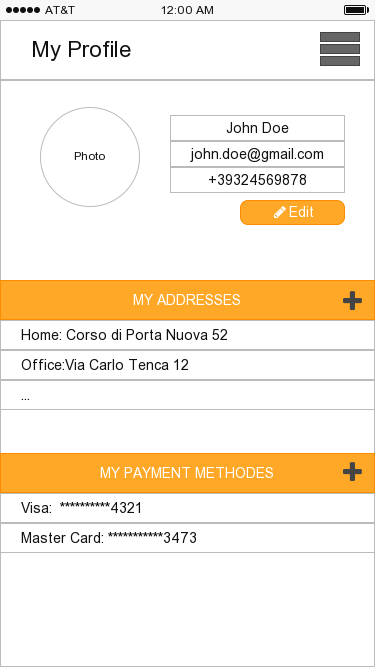 AT&T 12:00 AM
My Profile
Photo
John Doe
john.doe@gmail.com
+39324569878
Edit
MY ADDRESSES
Home: Corso di Porta Nuova 52
Office:Via Carlo Tenca 12
...
MY PAYMENT METHODES
Visa: **********4321
Master Card: ***********3473